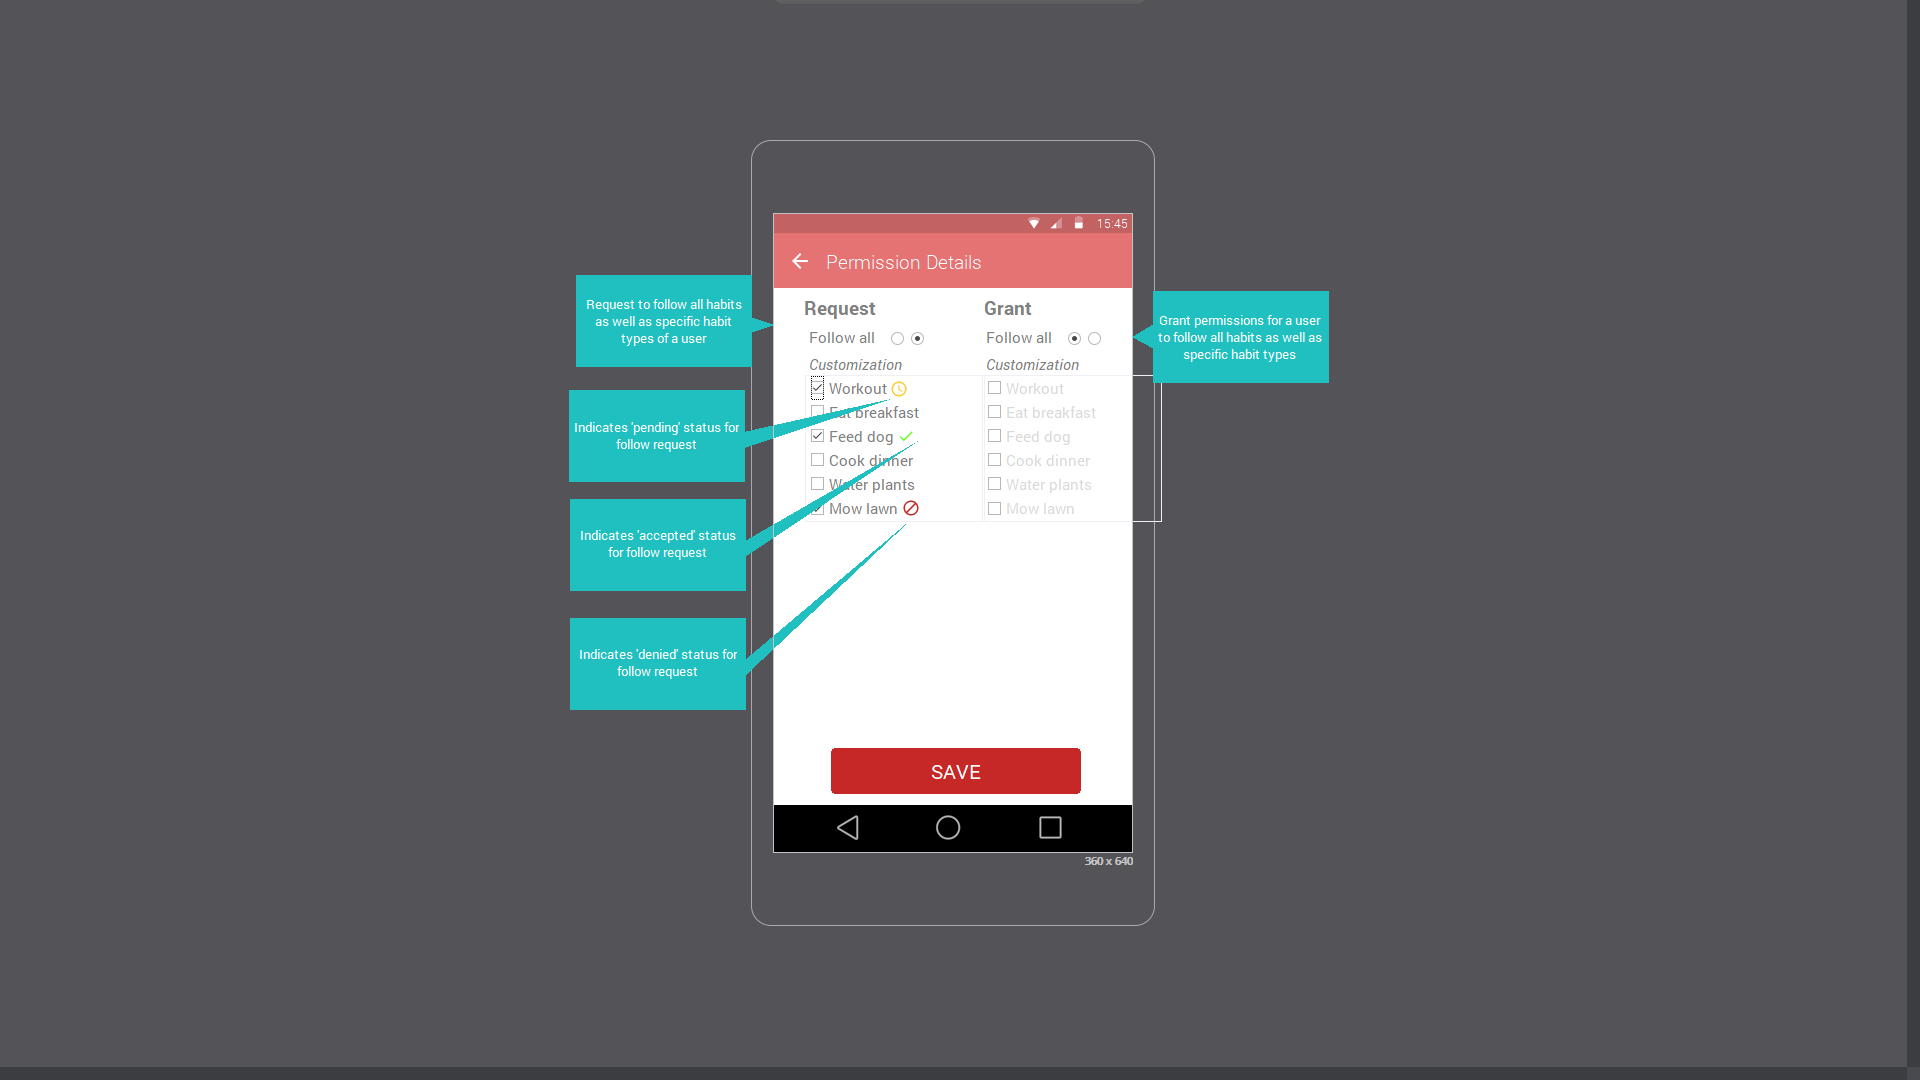 15:45
Permission Details
Request to follow all habits
as well as specific habit
types of a user
Request
Grant
Grant permissions for a user
to follow all habits as well as
specific habit types
Follow all
Follow all
Customization
Customization
Workout
Workout
Eat breakfast
Eat breakfast
Indicates 'pending' status for
follow request
Feed dog
Feed dog
Cook dinner
Cook dinner
Water plants
Water plants
Mow lawn
Mow lawn
Indicates 'accepted' status
for follow request
Indicates 'denied' status for
follow request
SAVE
360 x 640